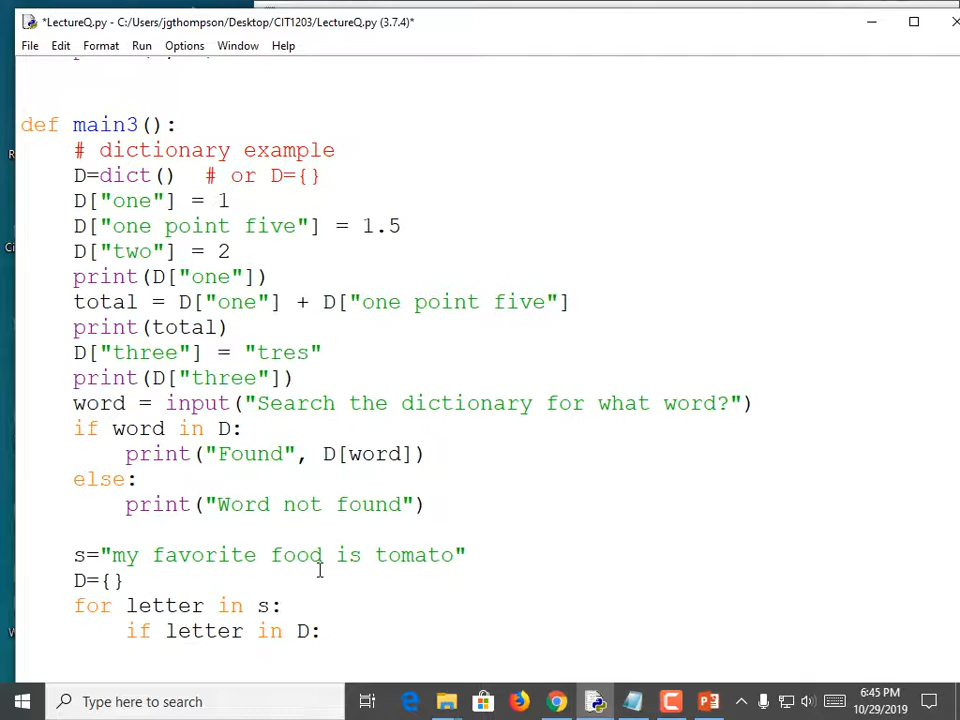 *LectureQ.py - C:/Users/jgthompson/Desktop/CIT1203/LectureQ.py (3.7.4)*
File Edit Format Run Options Window Help
def main3():
    # dictionary example
    D=dict()  # or D={}
    D["one"] = 1
    D["one point five"] = 1.5
    D["two"] = 2
    print(D["one"])
    total = D["one"] + D["one point five"]
    print(total)
    D["three"] = "tres"
    print(D["three"])
    word = input("Search the dictionary for what word?")
    if word in D:
        print("Found", D[word])
    else:
        print("Word not found")
    s="my favorite food is tomato"
    D={}
    for letter in s:
        if letter in D:
Type here to search
6:45 PM
10/29/2019